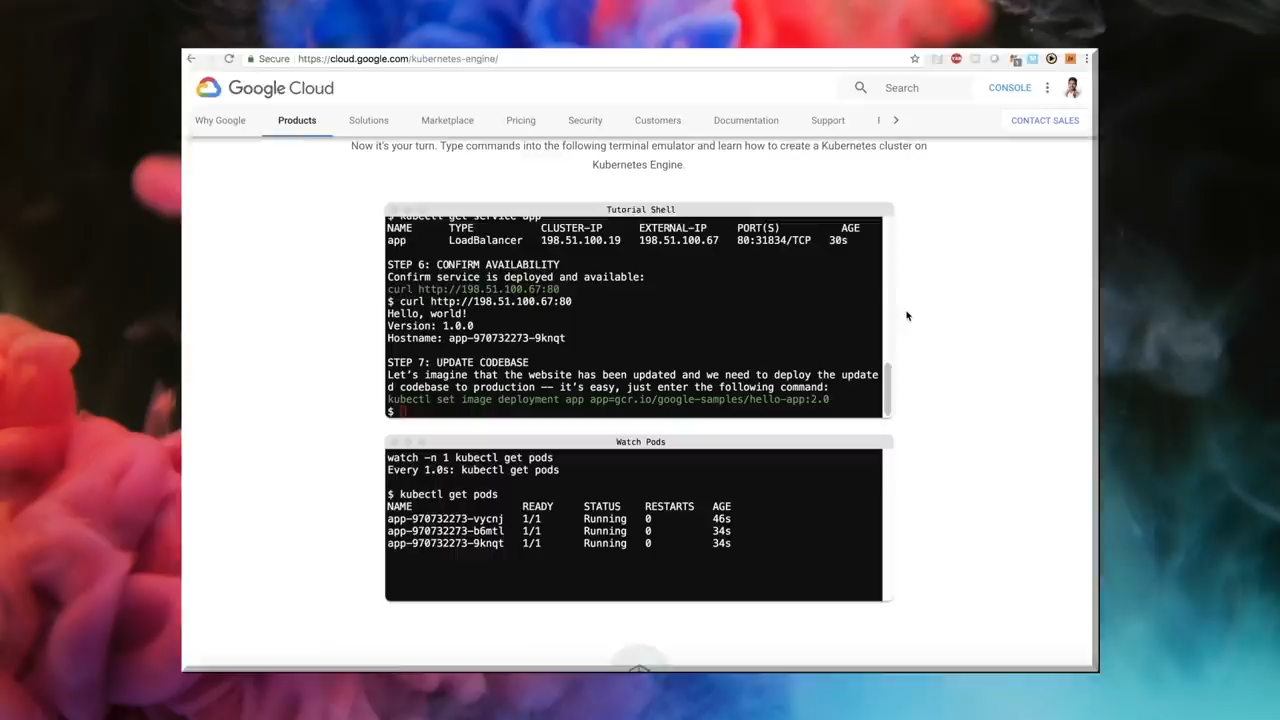 Secure https://cloud.google.com/kubernetes-engine/
Google Cloud
Search
CONSOLE
Why Google Products Solutions Marketplace Pricing Security Customers Documentation Support
CONTACT SALES
Now it's your turn. Type commands into the following terminal emulator and learn how to create a Kubernetes cluster on
Kubernetes Engine.
Tutorial Shell
$ kubectl get service app
NAME TYPE CLUSTER-IP EXTERNAL-IP PORT(S) AGE
app LoadBalancer 198.51.100.19 198.51.100.67 80:31834/TCP 30s
STEP 6: CONFIRM AVAILABILITY
Confirm service is deployed and available:
curl http://198.51.100.67:80
$ curl http://198.51.100.67:80
Hello, world!
Version: 1.0.0
Hostname: app-970732273-9knqt
STEP 7: UPDATE CODEBASE
Let's imagine that the website has been updated and we need to deploy the update
d codebase to production -- it's easy, just enter the following command:
kubectl set image deployment app app=gcr.io/google-samples/hello-app:2.0
$
Watch Pods
watch -n 1 kubectl get pods
Every 1.0s: kubectl get pods
$ kubectl get pods
NAME READY STATUS RESTARTS AGE
app-970732273-vycnj 1/1 Running 0 46s
app-970732273-b6mtl 1/1 Running 0 34s
app-970732273-9knqt 1/1 Running 0 34s